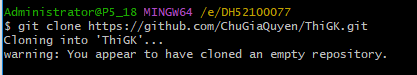 Administrator@P5_18 MINGW64 /e/DH52100077
$ git clone https://github.com/ChuGiaQuyen/ThiGK.git
Cloning into 'ThiGK'...
warning: You appear to have cloned an empty repository.